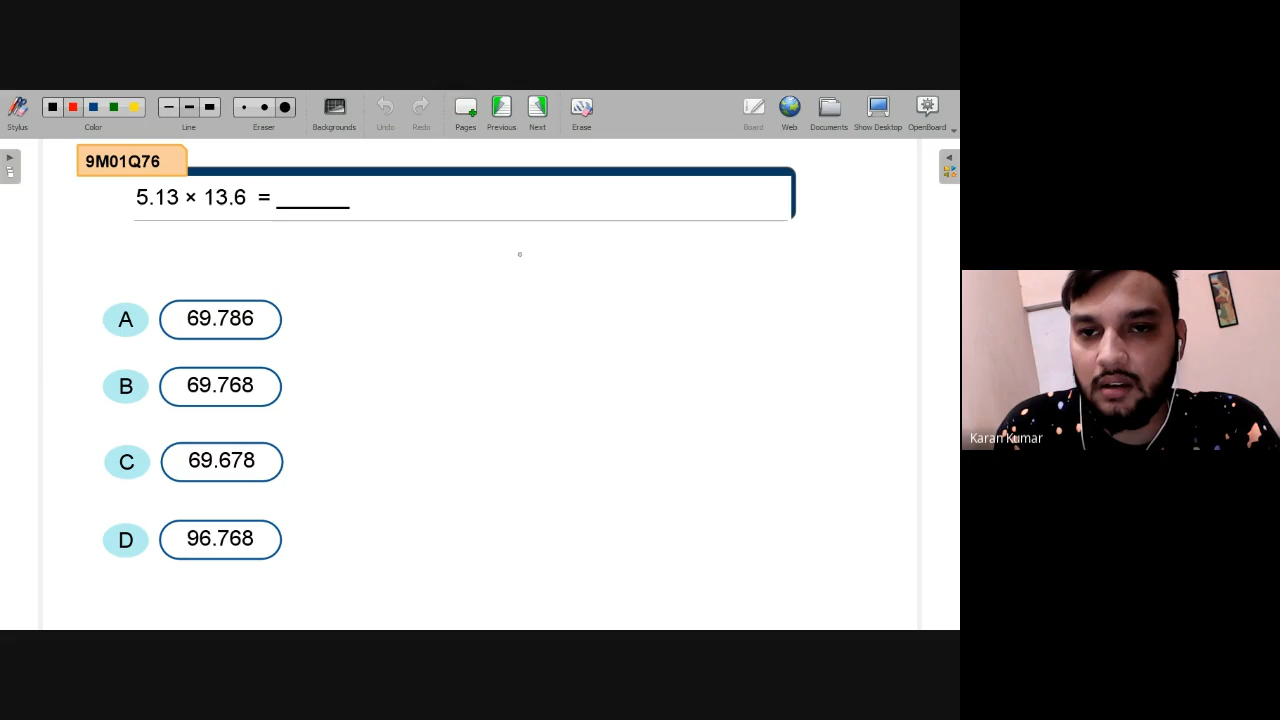 Stylus Color Line Eraser Backgrounds Undo Redo Pages Previous Next Erase Board Web Documents Show Desktop OpenBoard
9M01Q76
5.13 × 13.6 = ______
A 69.786
B 69.768
C 69.678
D 96.768
Karan Kumar